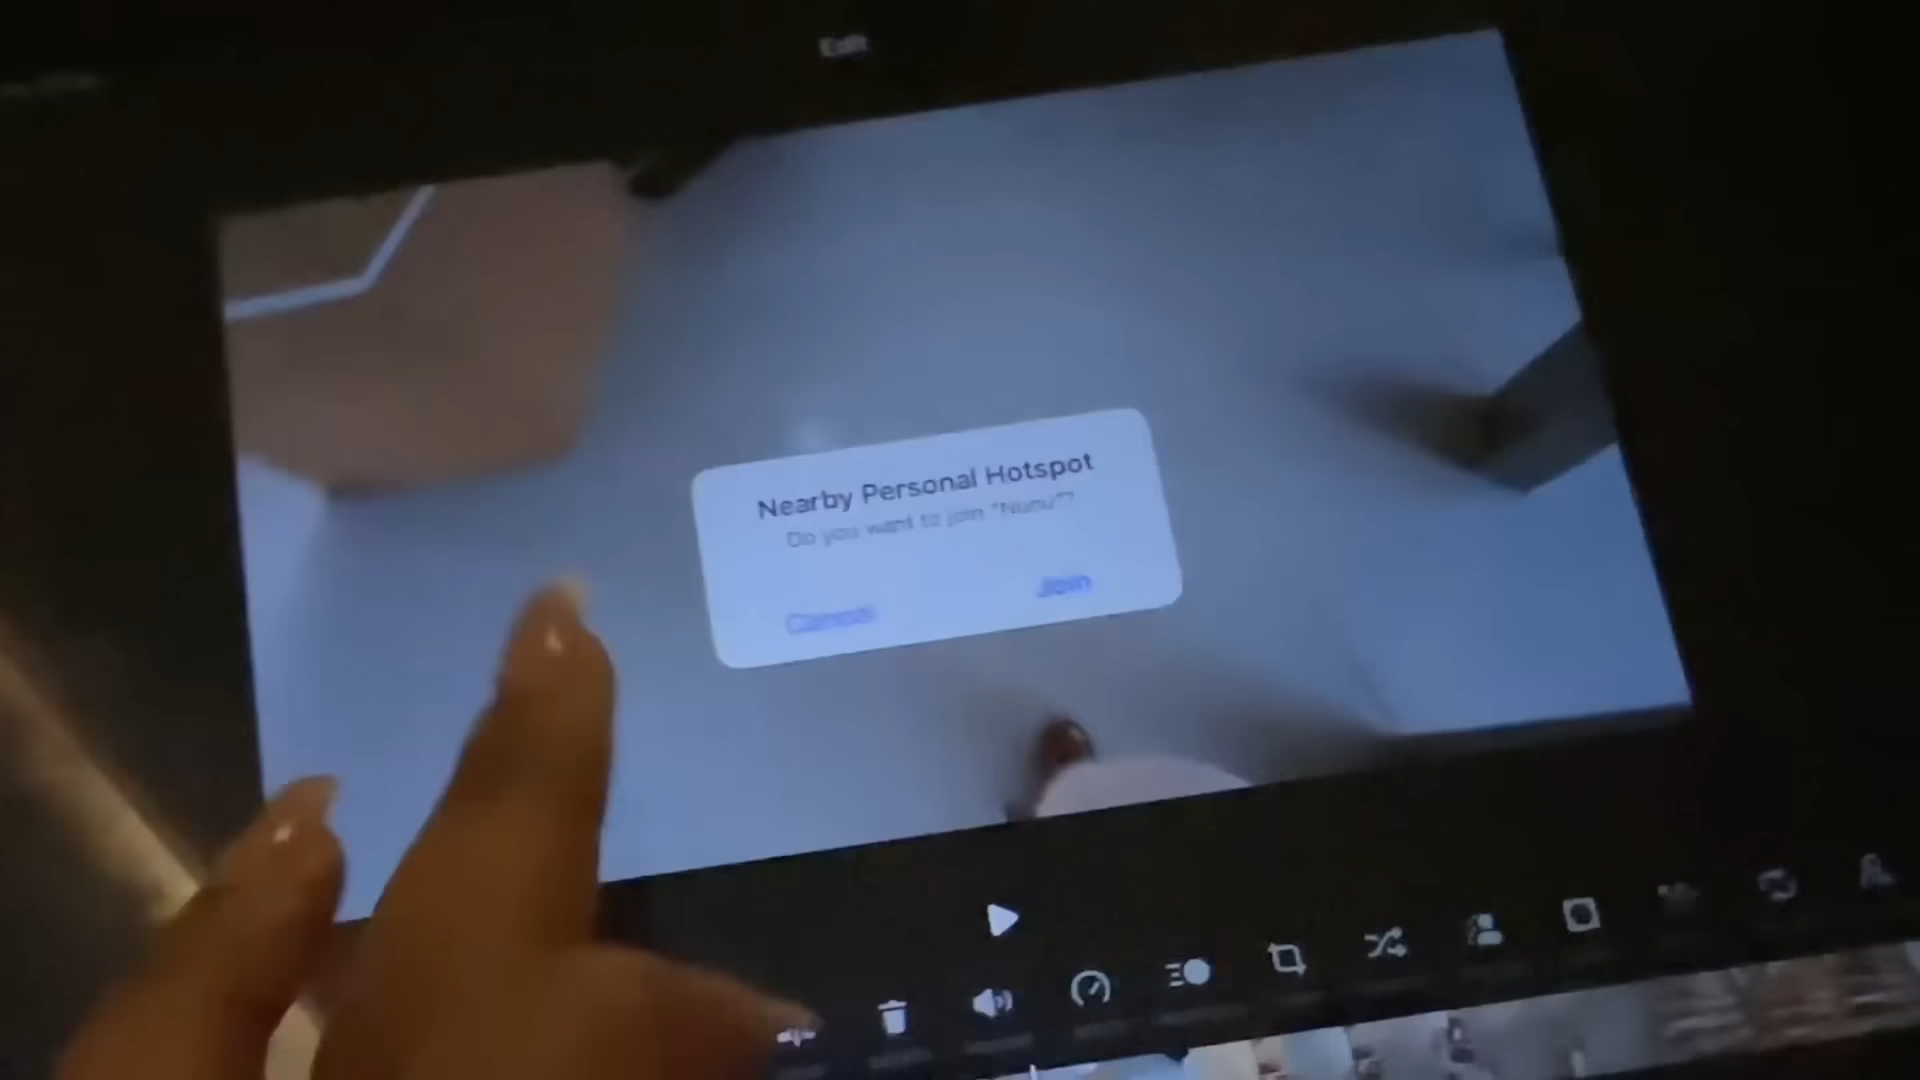 Edit
Nearby Personal Hotspot
Do you want to join "Nunu"?
Cancel
Join